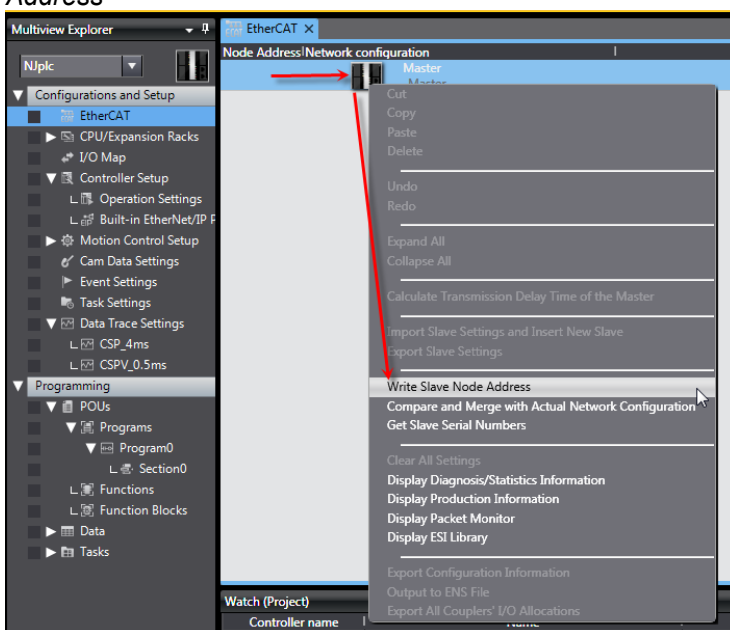 Address
Multiview Explorer
NJplc
Configurations and Setup
EtherCAT
CPU/Expansion Racks
I/O Map
Controller Setup
Operation Settings
Built-in EtherNet/IP P
Motion Control Setup
Cam Data Settings
Event Settings
Task Settings
Data Trace Settings
CSP_4ms
CSPV_0.5ms
Programming
POUs
Programs
Program0
Section0
Functions
Function Blocks
Data
Tasks
EtherCAT
Node Address Network configuration
Master
Master
Cut
Copy
Paste
Delete
Undo
Redo
Expand All
Collapse All
Calculate Transmission Delay Time of the Master
Import Slave Settings and Insert New Slave
Export Slave Settings
Write Slave Node Address
Compare and Merge with Actual Network Configuration
Get Slave Serial Numbers
Clear All Settings
Display Diagnosis/Statistics Information
Display Production Information
Display Packet Monitor
Display ESI Library
Export Configuration Information
Output to ENS File
Export All Couplers' I/O Allocations
Watch (Project)
Controller name
Name